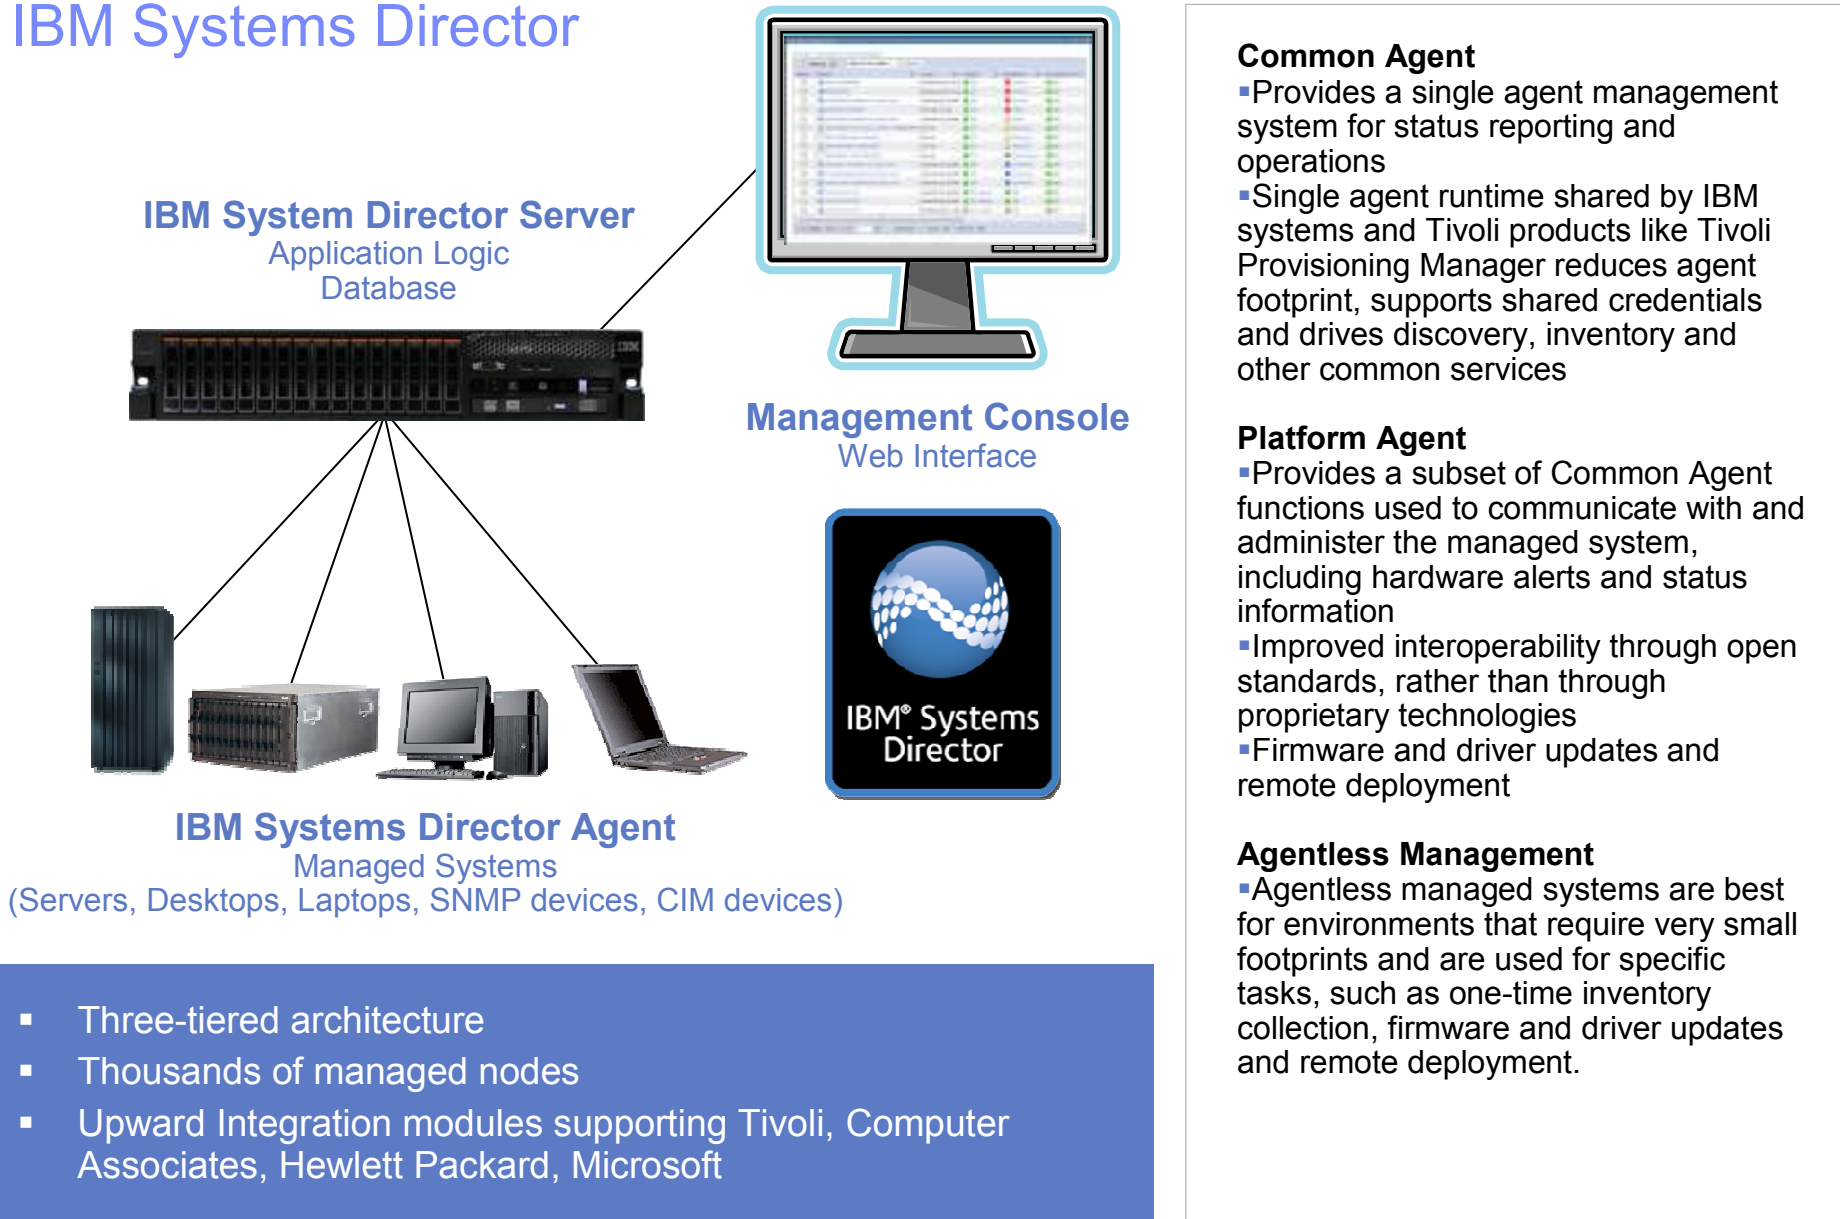 IBM Systems Director
IBM System Director Server
Application Logic
Database
IBM
Management Console
Web Interface
IBM® Systems
Director
IBM Systems Director Agent
Managed Systems
(Servers, Desktops, Laptops, SNMP devices, CIM devices)
▪ Three-tiered architecture
▪ Thousands of managed nodes
▪ Upward Integration modules supporting Tivoli, Computer
Associates, Hewlett Packard, Microsoft
Common Agent
▪Provides a single agent management
system for status reporting and
operations
▪Single agent runtime shared by IBM
systems and Tivoli products like Tivoli
Provisioning Manager reduces agent
footprint, supports shared credentials
and drives discovery, inventory and
other common services
Platform Agent
▪Provides a subset of Common Agent
functions used to communicate with and
administer the managed system,
including hardware alerts and status
information
▪Improved interoperability through open
standards, rather than through
proprietary technologies
▪Firmware and driver updates and
remote deployment
Agentless Management
▪Agentless managed systems are best
for environments that require very small
footprints and are used for specific
tasks, such as one-time inventory
collection, firmware and driver updates
and remote deployment.